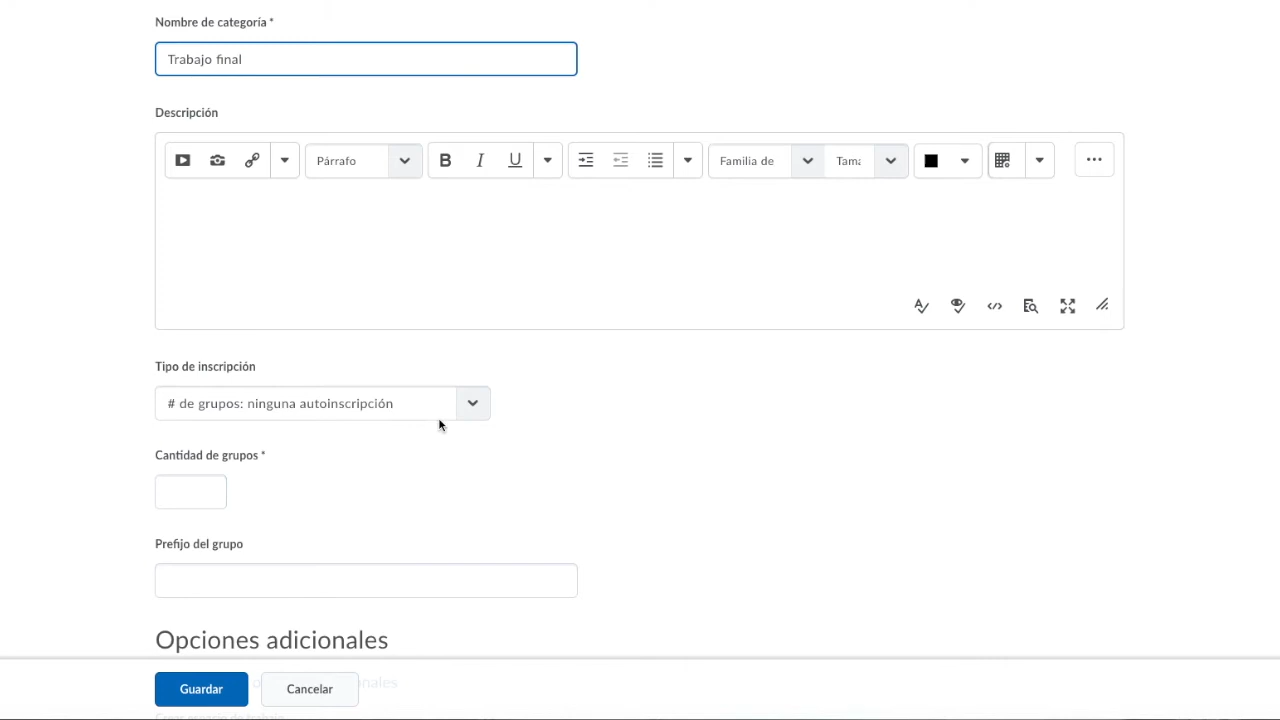 Nombre de categoría *
Trabajo final
Descripción
Párrafo B I U Familia de Tama
Tipo de inscripción
# de grupos: ninguna autoinscripción
Cantidad de grupos *
Prefijo del grupo
Opciones adicionales
Guardar Cancelar